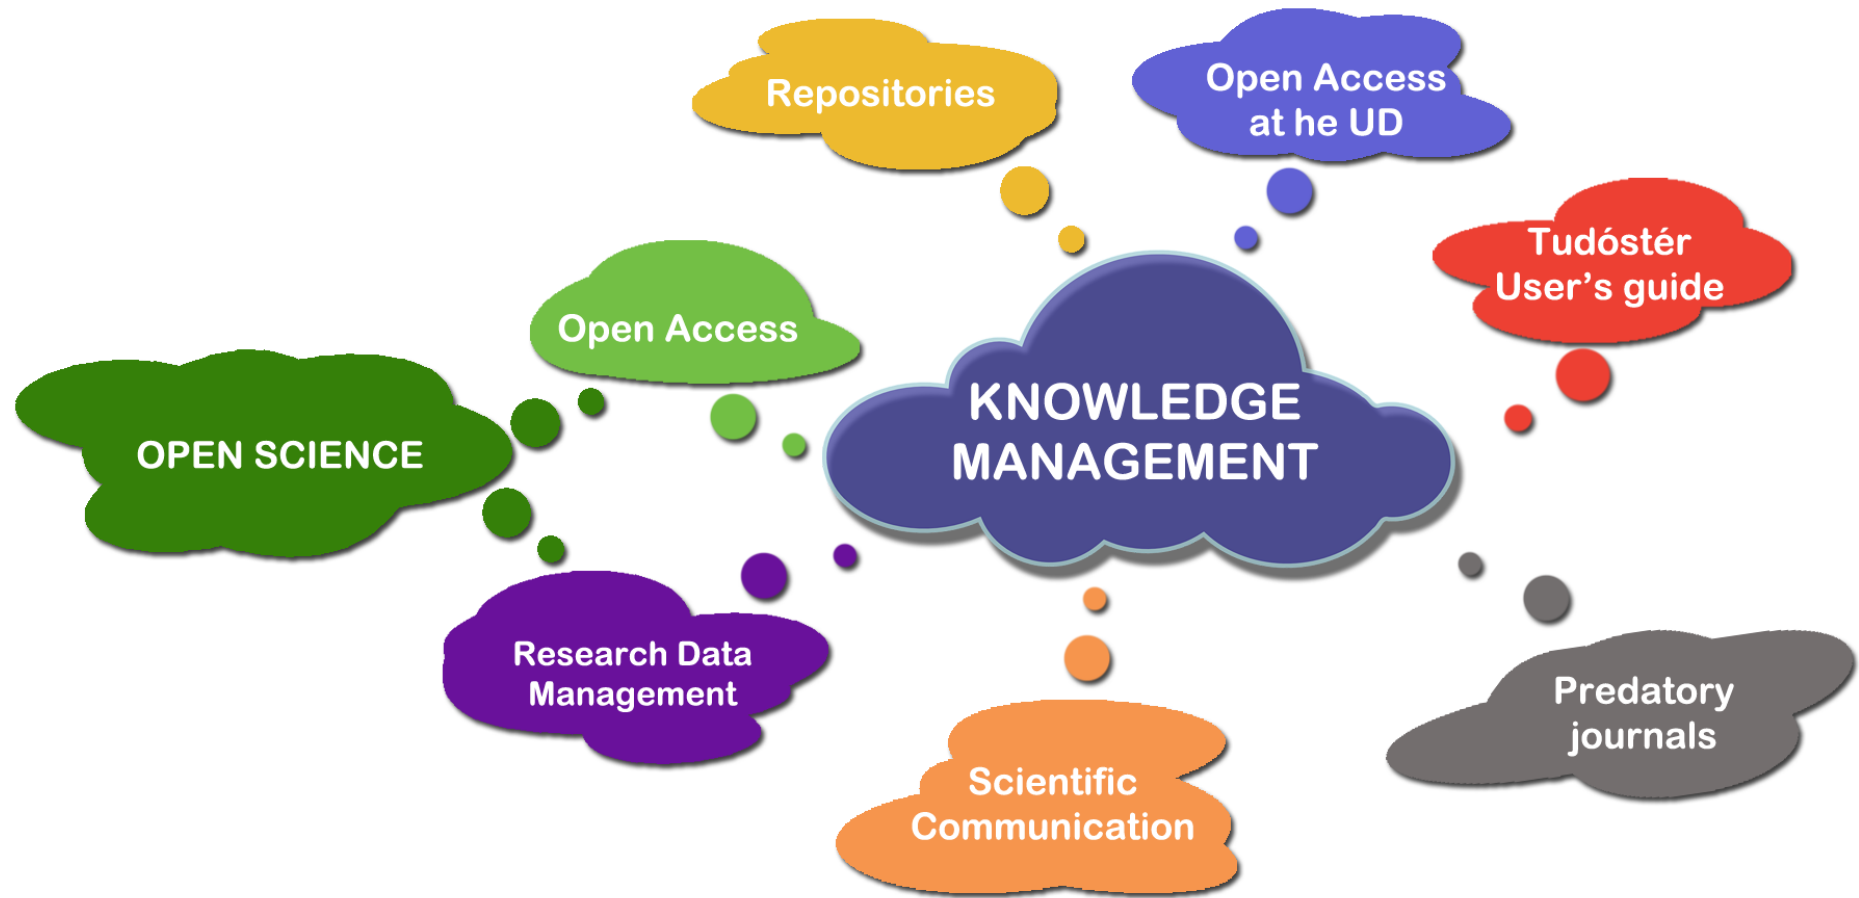 Repositories
Open Access
at he UD
Tudóstér
User's guide
Open Access
KNOWLEDGE
MANAGEMENT
OPEN SCIENCE
Research Data
Management
Scientific
Communication
Predatory
journals